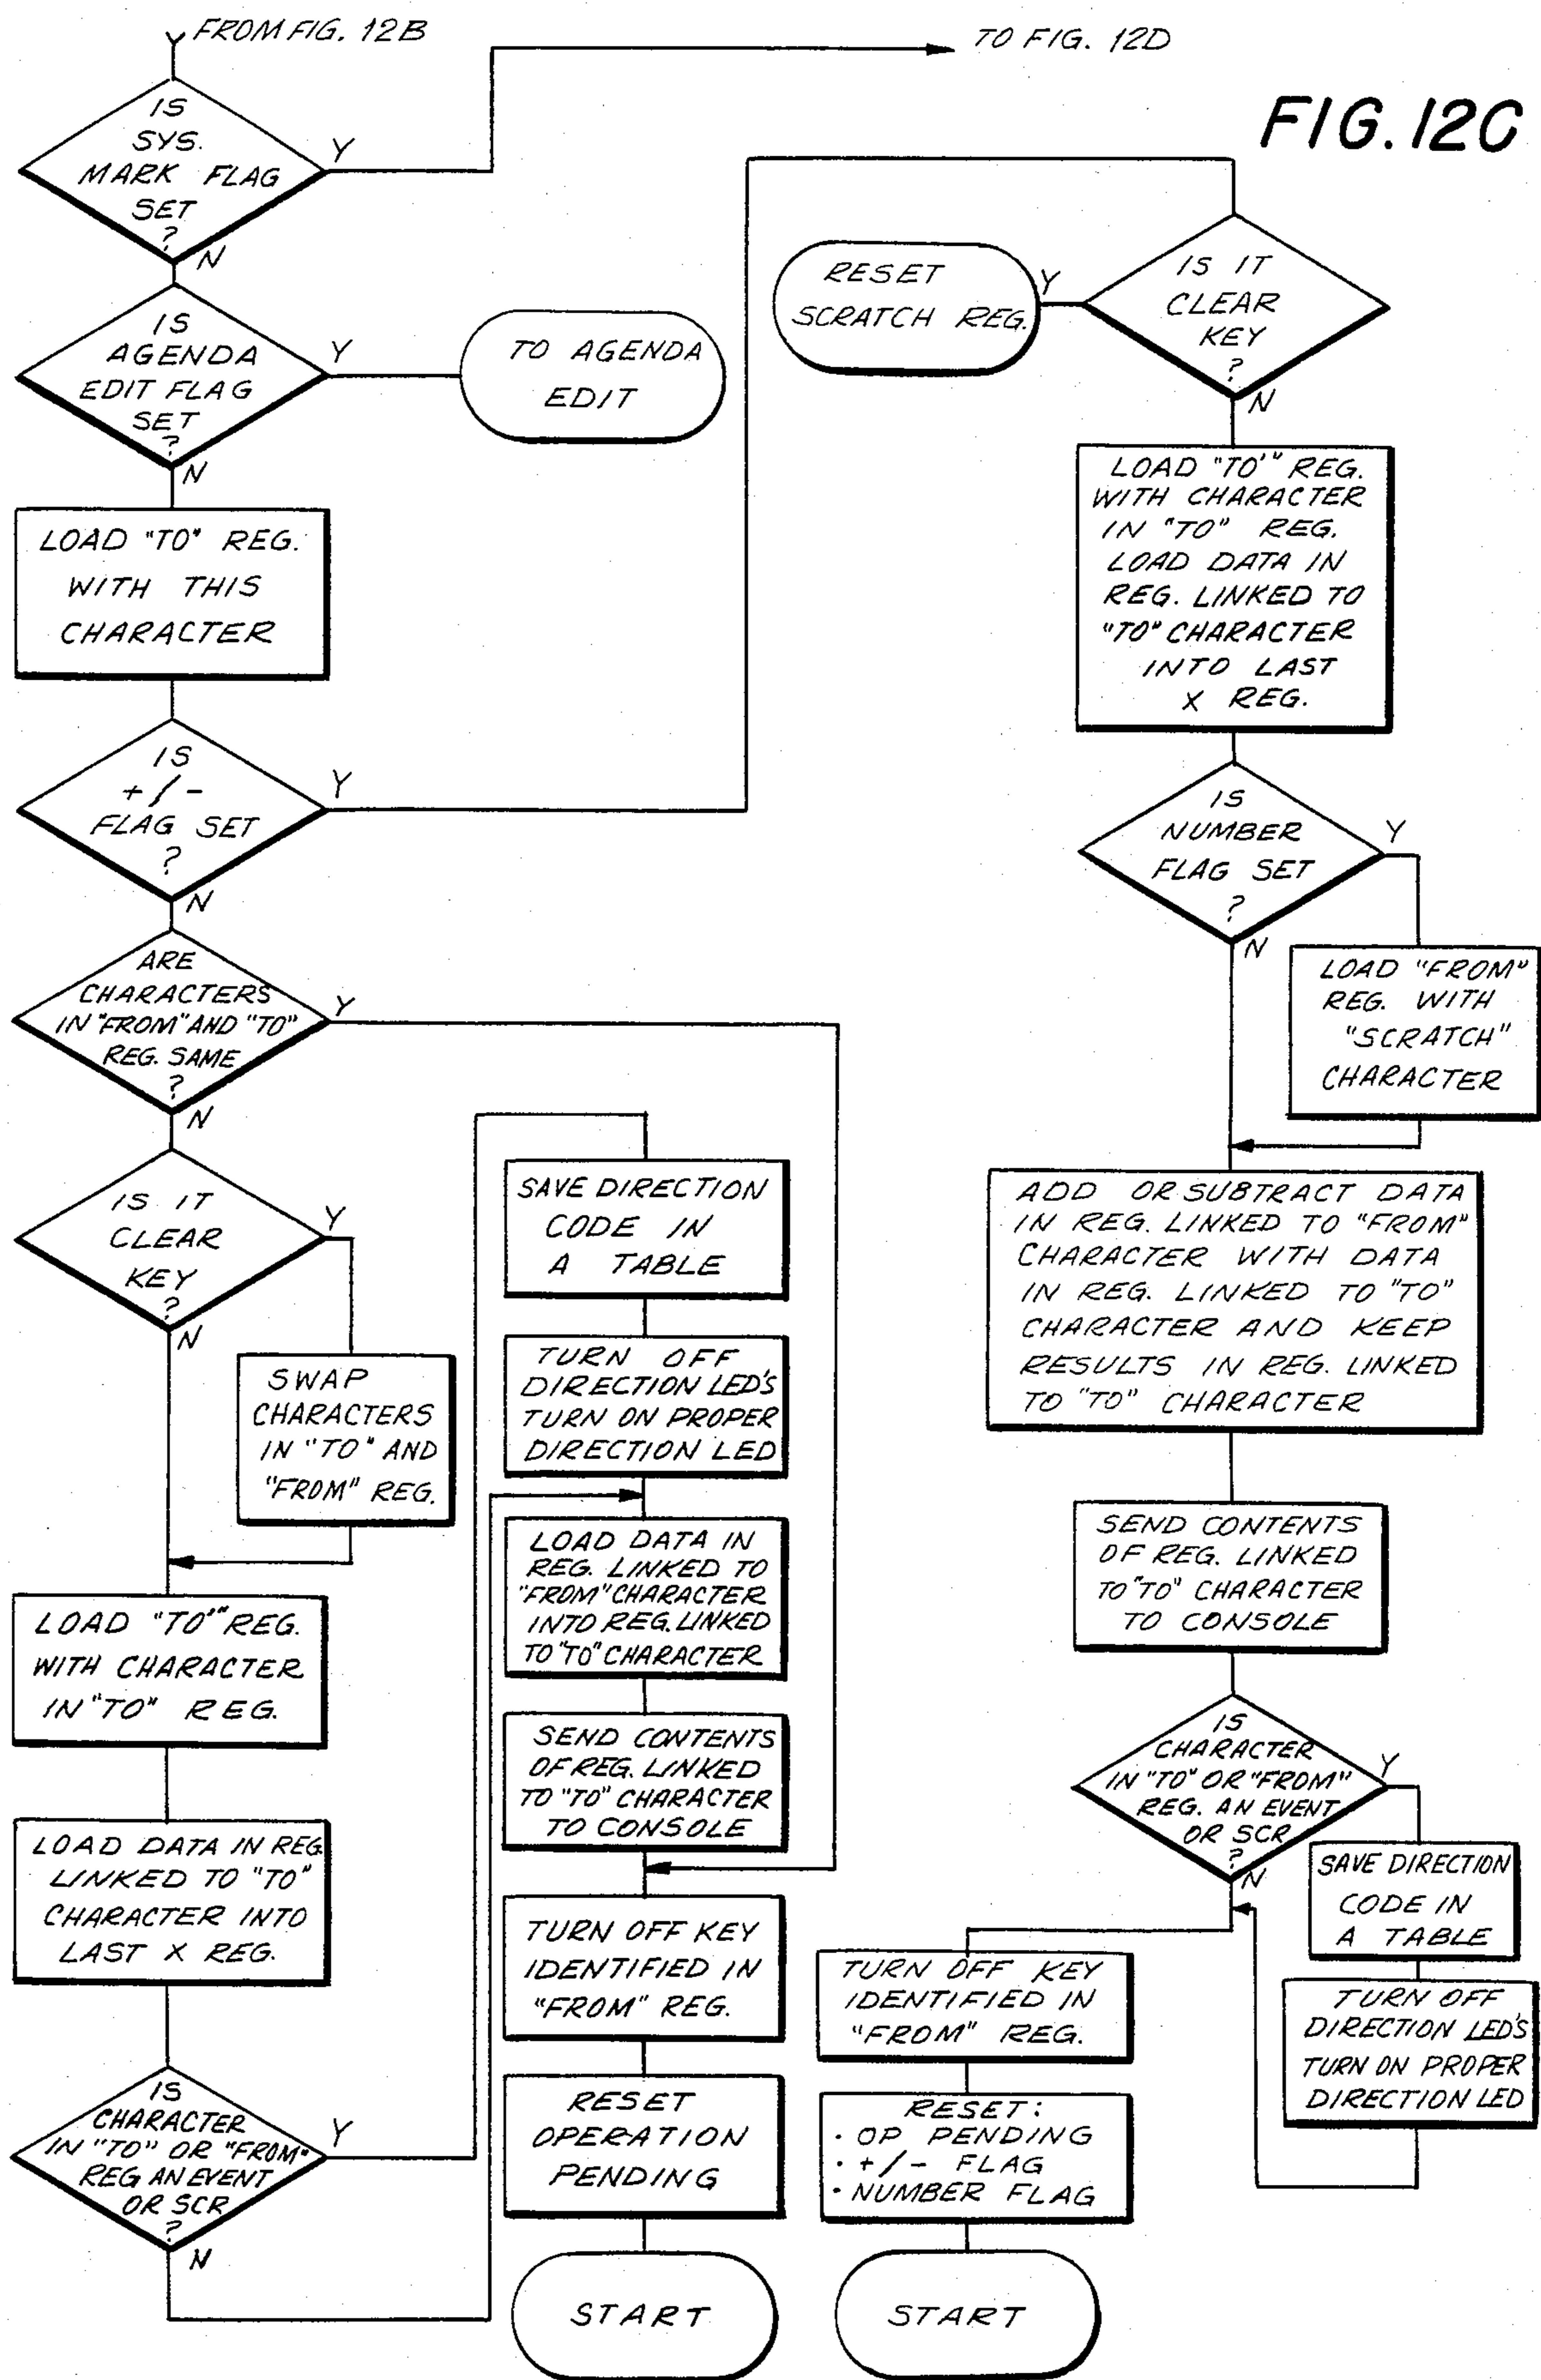 FROM FIG. 12B
TO FIG. 12D
FIG. 12C
IS
SYS.
MARK FLAG
SET
?
Y
N
IS
AGENDA
EDIT FLAG
SET
?
Y
N
TO AGENDA
EDIT
LOAD "TO" REG.
WITH THIS
CHARACTER
IS
+/-
FLAG SET
?
Y
N
ARE
CHARACTERS
IN "FROM" AND "TO"
REG. SAME
?
Y
N
IS IT
CLEAR
KEY
?
Y
N
SWAP
CHARACTERS
IN "TO" AND
"FROM" REG.
LOAD "TO'" REG.
WITH CHARACTER
IN "TO" REG.
LOAD DATA IN REG
LINKED TO "TO"
CHARACTER INTO
LAST X REG.
IS
CHARACTER
IN "TO" OR "FROM"
REG AN EVENT
OR SCR
?
Y
N
SAVE DIRECTION
CODE IN
A TABLE
TURN OFF
DIRECTION LED'S
TURN ON PROPER
DIRECTION LED
LOAD DATA IN
REG. LINKED TO
"FROM" CHARACTER
INTO REG. LINKED
TO "TO" CHARACTER
SEND CONTENTS
OF REG. LINKED
TO "TO" CHARACTER
TO CONSOLE
TURN OFF KEY
IDENTIFIED IN
"FROM" REG.
RESET
OPERATION
PENDING
START
RESET
SCRATCH REG.
Y
IS IT
CLEAR
KEY
?
N
LOAD "TO'" REG.
WITH CHARACTER
IN "TO" REG.
LOAD DATA IN
REG. LINKED TO
"TO" CHARACTER
INTO LAST
X REG.
IS
NUMBER
FLAG SET
?
Y
N
LOAD "FROM"
REG. WITH
"SCRATCH"
CHARACTER
ADD OR SUBTRACT DATA
IN REG. LINKED TO "FROM"
CHARACTER WITH DATA
IN REG. LINKED TO "TO"
CHARACTER AND KEEP
RESULTS IN REG. LINKED
TO "TO" CHARACTER
SEND CONTENTS
OF REG. LINKED
TO "TO" CHARACTER
TO CONSOLE
IS
CHARACTER
IN "TO" OR "FROM"
REG. AN EVENT
OR SCR
?
Y
N
SAVE DIRECTION
CODE IN
A TABLE
TURN OFF
DIRECTION LED'S
TURN ON PROPER
DIRECTION LED
TURN OFF KEY
IDENTIFIED IN
"FROM" REG.
RESET:
· OP PENDING
· +/- FLAG
· NUMBER FLAG
START